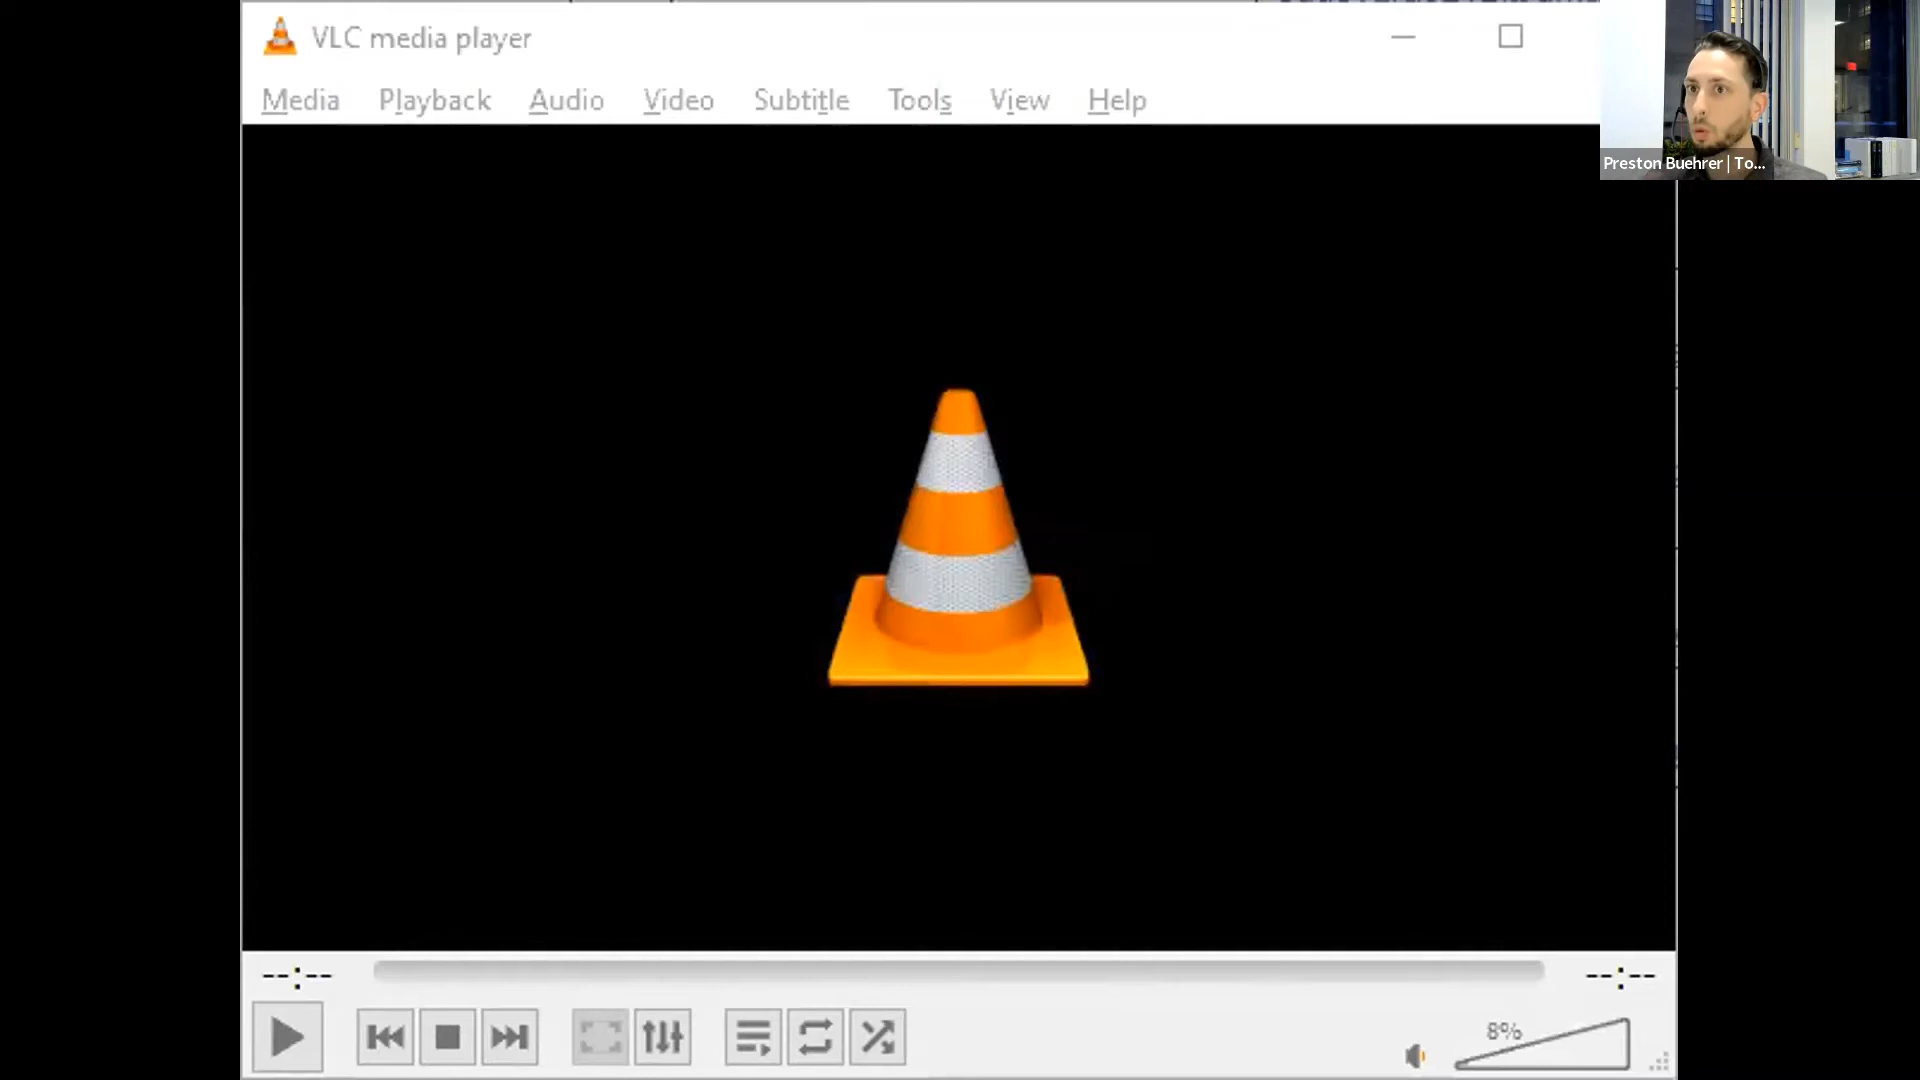 VLC media player
Media Playback Audio Video Subtitle Tools View Help
Preston Buehrer | To...
--:-- --:--
8%